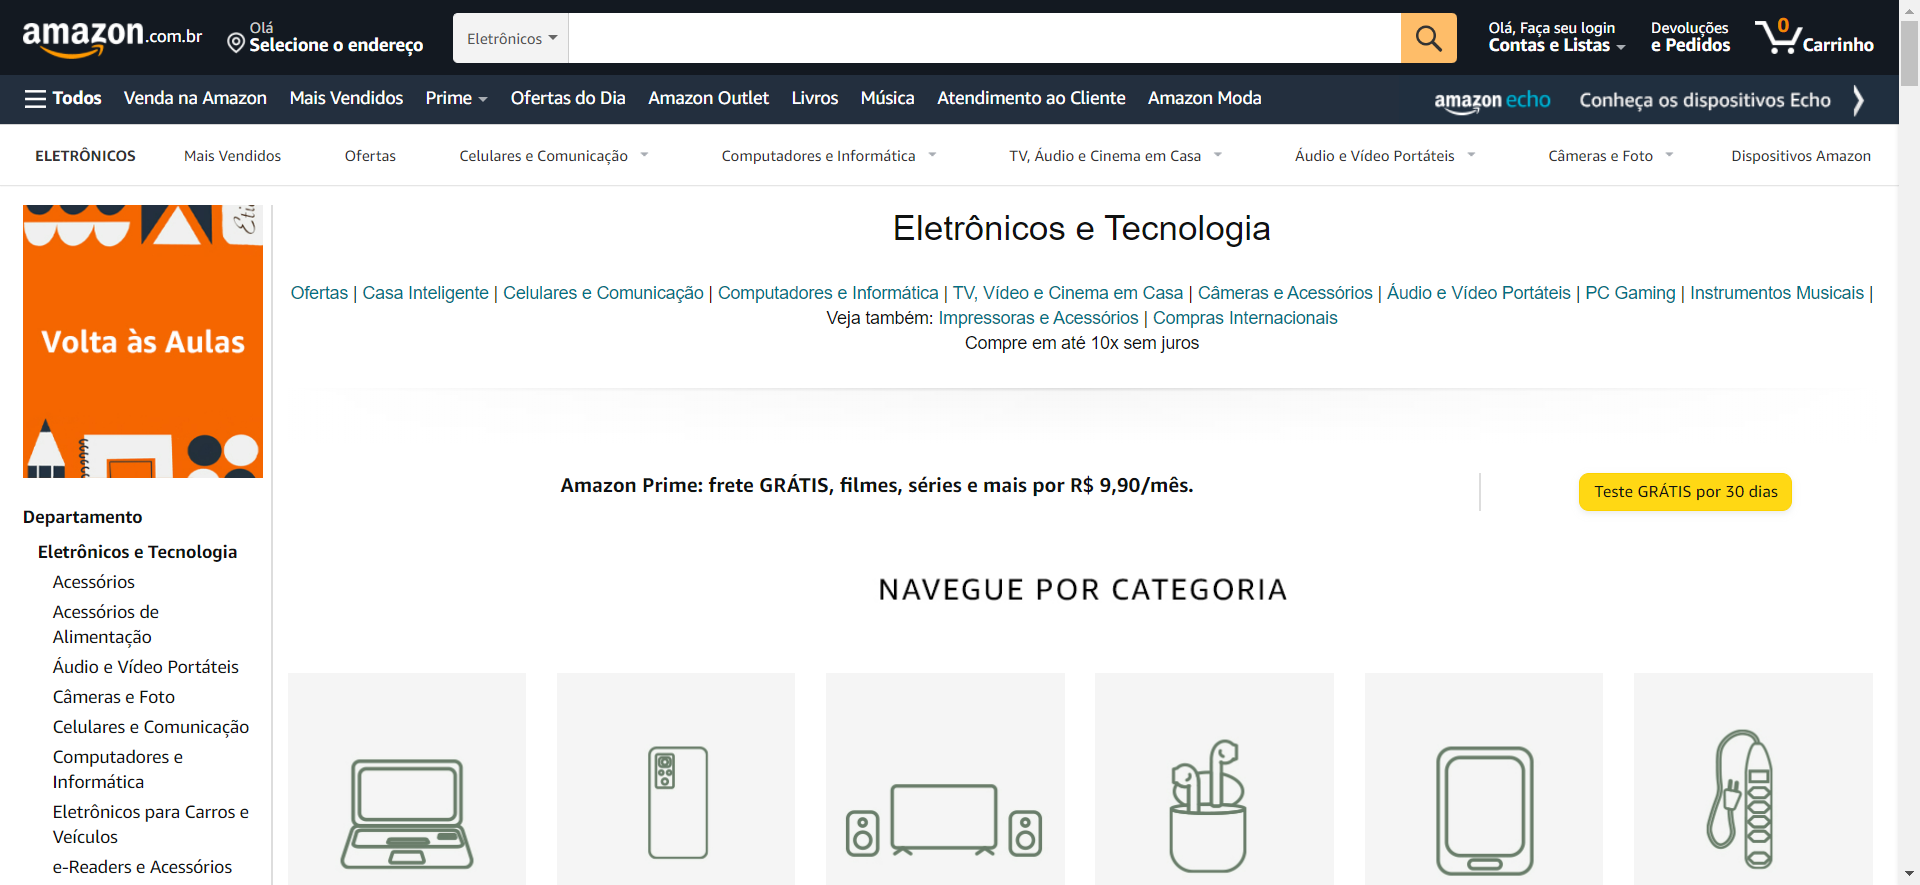 amazon.com.br
Olá
Selecione o endereço
Eletrônicos
Olá, Faça seu login
Contas e Listas
Devoluções
e Pedidos
0
Carrinho
Todos
Venda na Amazon
Mais Vendidos
Prime
Ofertas do Dia
Amazon Outlet
Livros
Música
Atendimento ao Cliente
Amazon Moda
amazon echo
Conheça os dispositivos Echo
ELETRÔNICOS
Mais Vendidos
Ofertas
Celulares e Comunicação
Computadores e Informática
TV, Áudio e Cinema em Casa
Áudio e Vídeo Portáteis
Câmeras e Foto
Dispositivos Amazon
Volta às Aulas
Departamento
Eletrônicos e Tecnologia
Acessórios
Acessórios de
Alimentação
Áudio e Vídeo Portáteis
Câmeras e Foto
Celulares e Comunicação
Computadores e
Informática
Eletrônicos para Carros e
Veículos
e-Readers e Acessórios
Eletrônicos e Tecnologia
Ofertas | Casa Inteligente | Celulares e Comunicação | Computadores e Informática | TV, Vídeo e Cinema em Casa | Câmeras e Acessórios | Áudio e Vídeo Portáteis | PC Gaming | Instrumentos Musicais |
Veja também: Impressoras e Acessórios | Compras Internacionais
Compre em até 10x sem juros
Amazon Prime: frete GRÁTIS, filmes, séries e mais por R$ 9,90/mês.
Teste GRÁTIS por 30 dias
NAVEGUE POR CATEGORIA